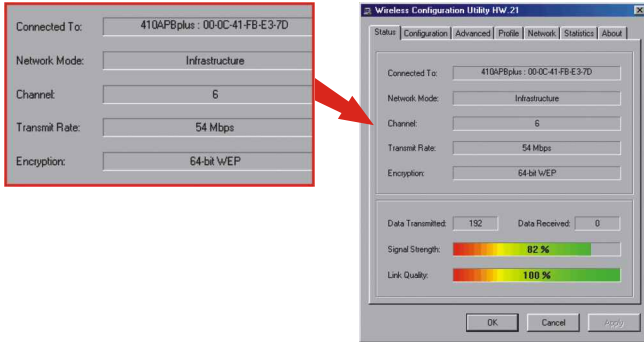 Connected To: 410APBplus : 00-0C-41-FB-E3-7D
Network Mode: Infrastructure
Channel: 6
Transmit Rate: 54 Mbps
Encryption: 64-bit WEP
Wireless Configuration Utility HW.21
Status Configuration Advanced Profile Network Statistics About
Connected To: 410APBplus : 00-0C-41-FB-E3-7D
Network Mode: Infrastructure
Channel: 6
Transmit Rate: 54 Mbps
Encryption: 64-bit WEP
Data Transmitted: 192 Data Received: 0
Signal Strength: 82 %
Link Quality: 100 %
OK Cancel Apply